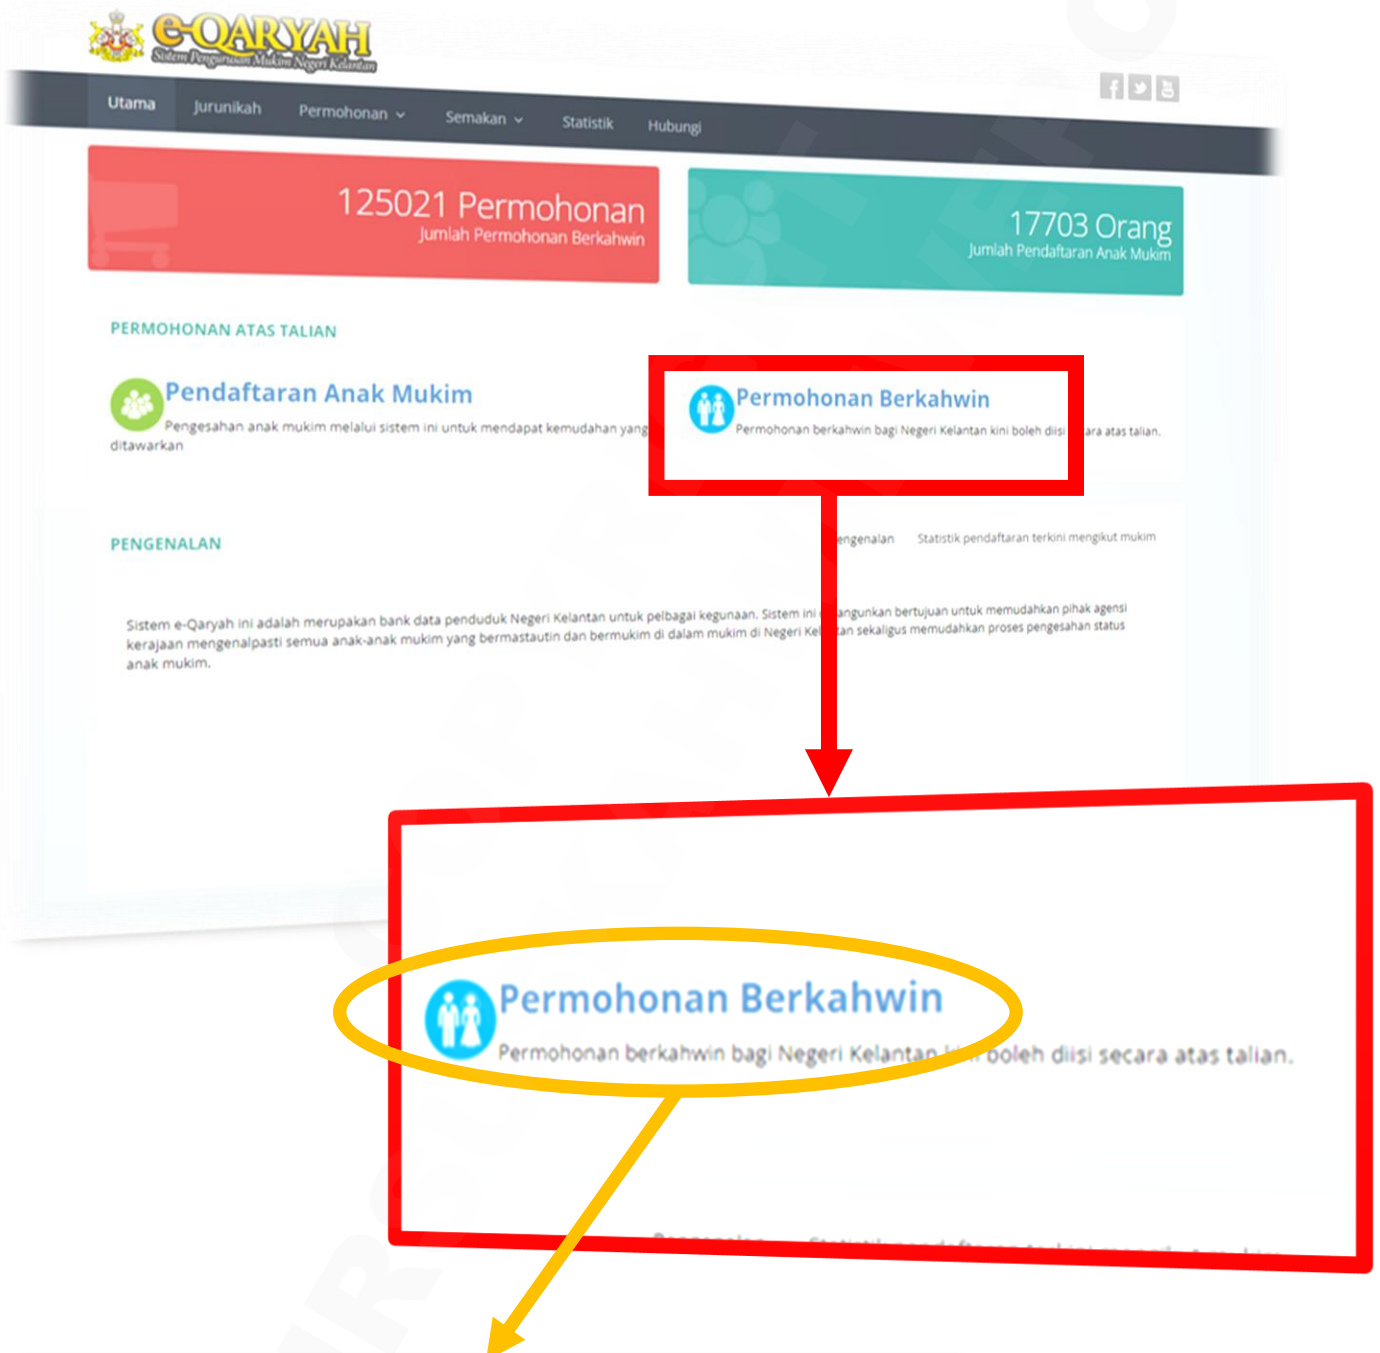 e-QARYAH
Sistem Pengurusan Mukim Negeri Kelantan
Utama Jurunikah Permohonan Semakan Statistik Hubungi
125021 Permohonan
Jumlah Permohonan Berkahwin
17703 Orang
Jumlah Pendaftaran Anak Mukim
PERMOHONAN ATAS TALIAN
Pendaftaran Anak Mukim
Pengesahan anak mukim melalui sistem ini untuk mendapat kemudahan yang
ditawarkan
Permohonan Berkahwin
Permohonan berkahwin bagi Negeri Kelantan kini boleh diisi ara atas talian.
PENGENALAN
engenalan Statistik pendaftaran terkini mengikut mukim
Sistem e-Qaryah ini adalah merupakan bank data penduduk Negeri Kelantan untuk pelbagai kegunaan. Sistem ini angunkan bertujuan untuk memudahkan pihak agensi
kerajaan mengenalpasti semua anak-anak mukim yang bermastautin dan bermukim di dalam mukim di Negeri Kel tan sekaligus memudahkan proses pengesahan status
anak mukim.
Permohonan Berkahwin
Permohonan berkahwin bagi Negeri Kelantan kini boleh diisi secara atas talian.